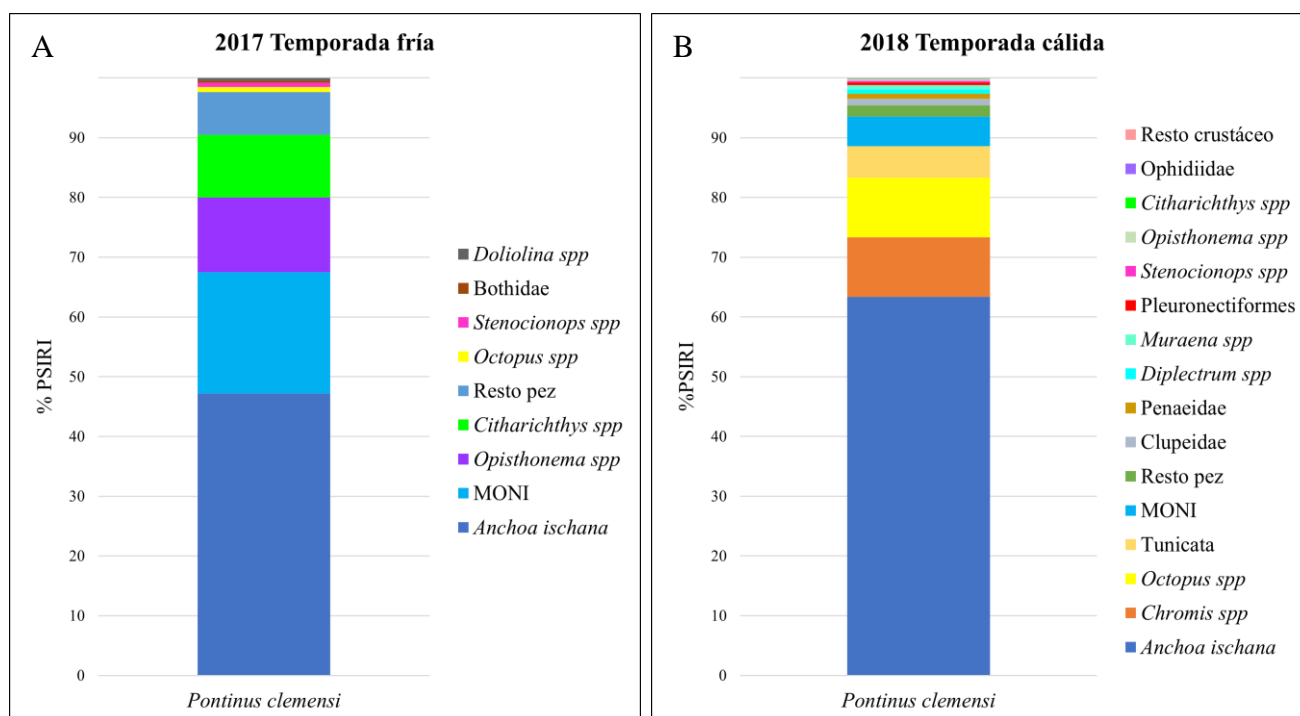 A
2017 Temporada fría
% PSIRI
90
80
70
60
50
40
30
20
10
0
Pontinus clemensi
Doliolina spp
Bothidae
Stenocionops spp
Octopus spp
Resto pez
Citharichthys spp
Opisthonema spp
MONI
Anchoa ischana
B
2018 Temporada cálida
%PSIRI
90
80
70
60
50
40
30
20
10
0
Pontinus clemensi
Resto crustáceo
Ophidiidae
Citharichthys spp
Opisthonema spp
Stenocionops spp
Pleuronectiformes
Muraena spp
Diplectrum spp
Penaeidae
Clupeidae
Resto pez
MONI
Tunicata
Octopus spp
Chromis spp
Anchoa ischana